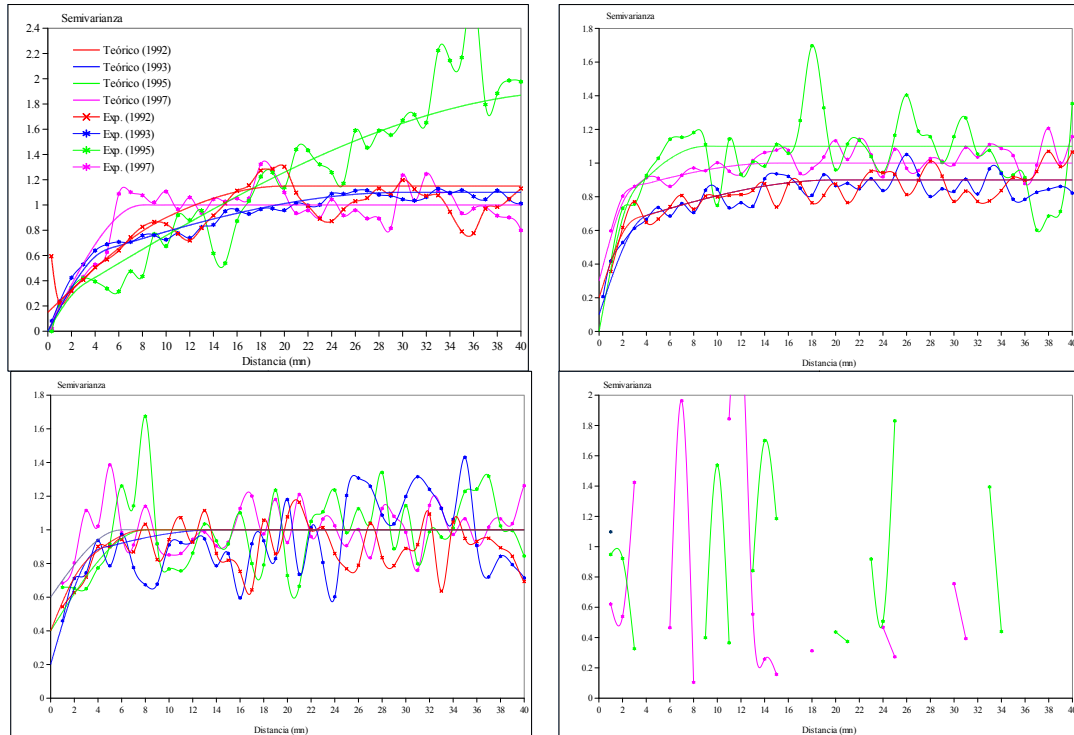 Semivarianza
2.4
2.2
2
1.8
1.6
1.4
1.2
1
0.8
0.6
0.4
0.2
0
Teórico (1992)
Teórico (1993)
Teórico (1995)
Teórico (1997)
Exp. (1992)
Exp. (1993)
Exp. (1995)
Exp. (1997)
0 2 4 6 8 10 12 14 16 18 20 22 24 26 28 30 32 34 36 38 40
Distancia (mn)
Semivarianza
1.8
1.6
1.4
1.2
1
0.8
0.6
0.4
0.2
0
0 2 4 6 8 10 12 14 16 18 20 22 24 26 28 30 32 34 36 38 40
Distancia (mn)
Semivarianza
1.8
1.6
1.4
1.2
1
0.8
0.6
0.4
0.2
0
0 2 4 6 8 10 12 14 16 18 20 22 24 26 28 30 32 34 36 38 40
Distancia (mn)
Semivarianza
2
1.8
1.6
1.4
1.2
1
0.8
0.6
0.4
0.2
0
0 2 4 6 8 10 12 14 16 18 20 22 24 26 28 30 32 34 36 38 40
Distancia (mn)